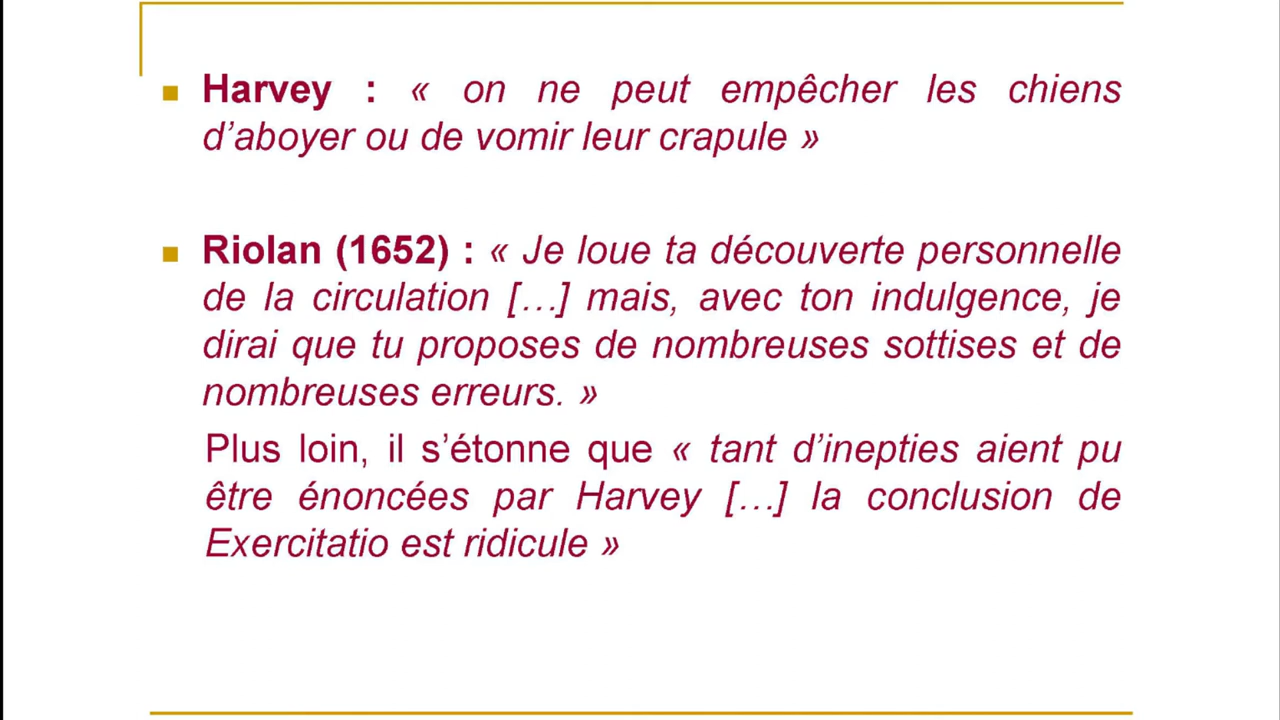 Harvey : « on ne peut empêcher les chiens
d’aboyer ou de vomir leur crapule »
Riolan (1652) : « Je loue ta découverte personnelle
de la circulation […] mais, avec ton indulgence, je
dirai que tu proposes de nombreuses sottises et de
nombreuses erreurs. »
Plus loin, il s’étonne que « tant d’inepties aient pu
être énoncées par Harvey […] la conclusion de
Exercitatio est ridicule »